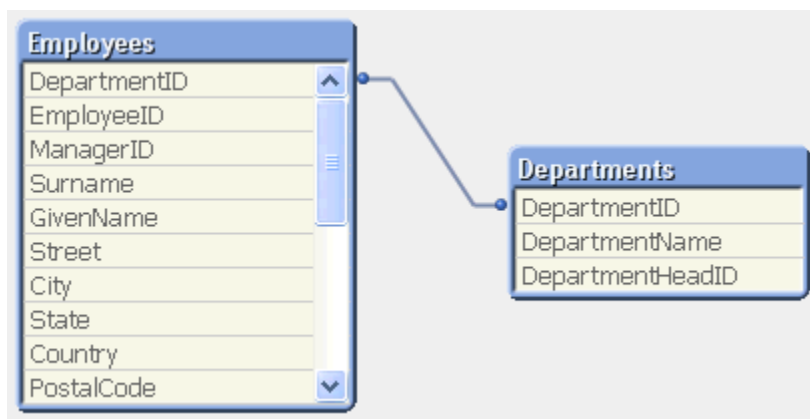 Employees
DepartmentID
EmployeeID
ManagerID
Surname
GivenName
Street
City
State
Country
PostalCode
Departments
DepartmentID
DepartmentName
DepartmentHeadID